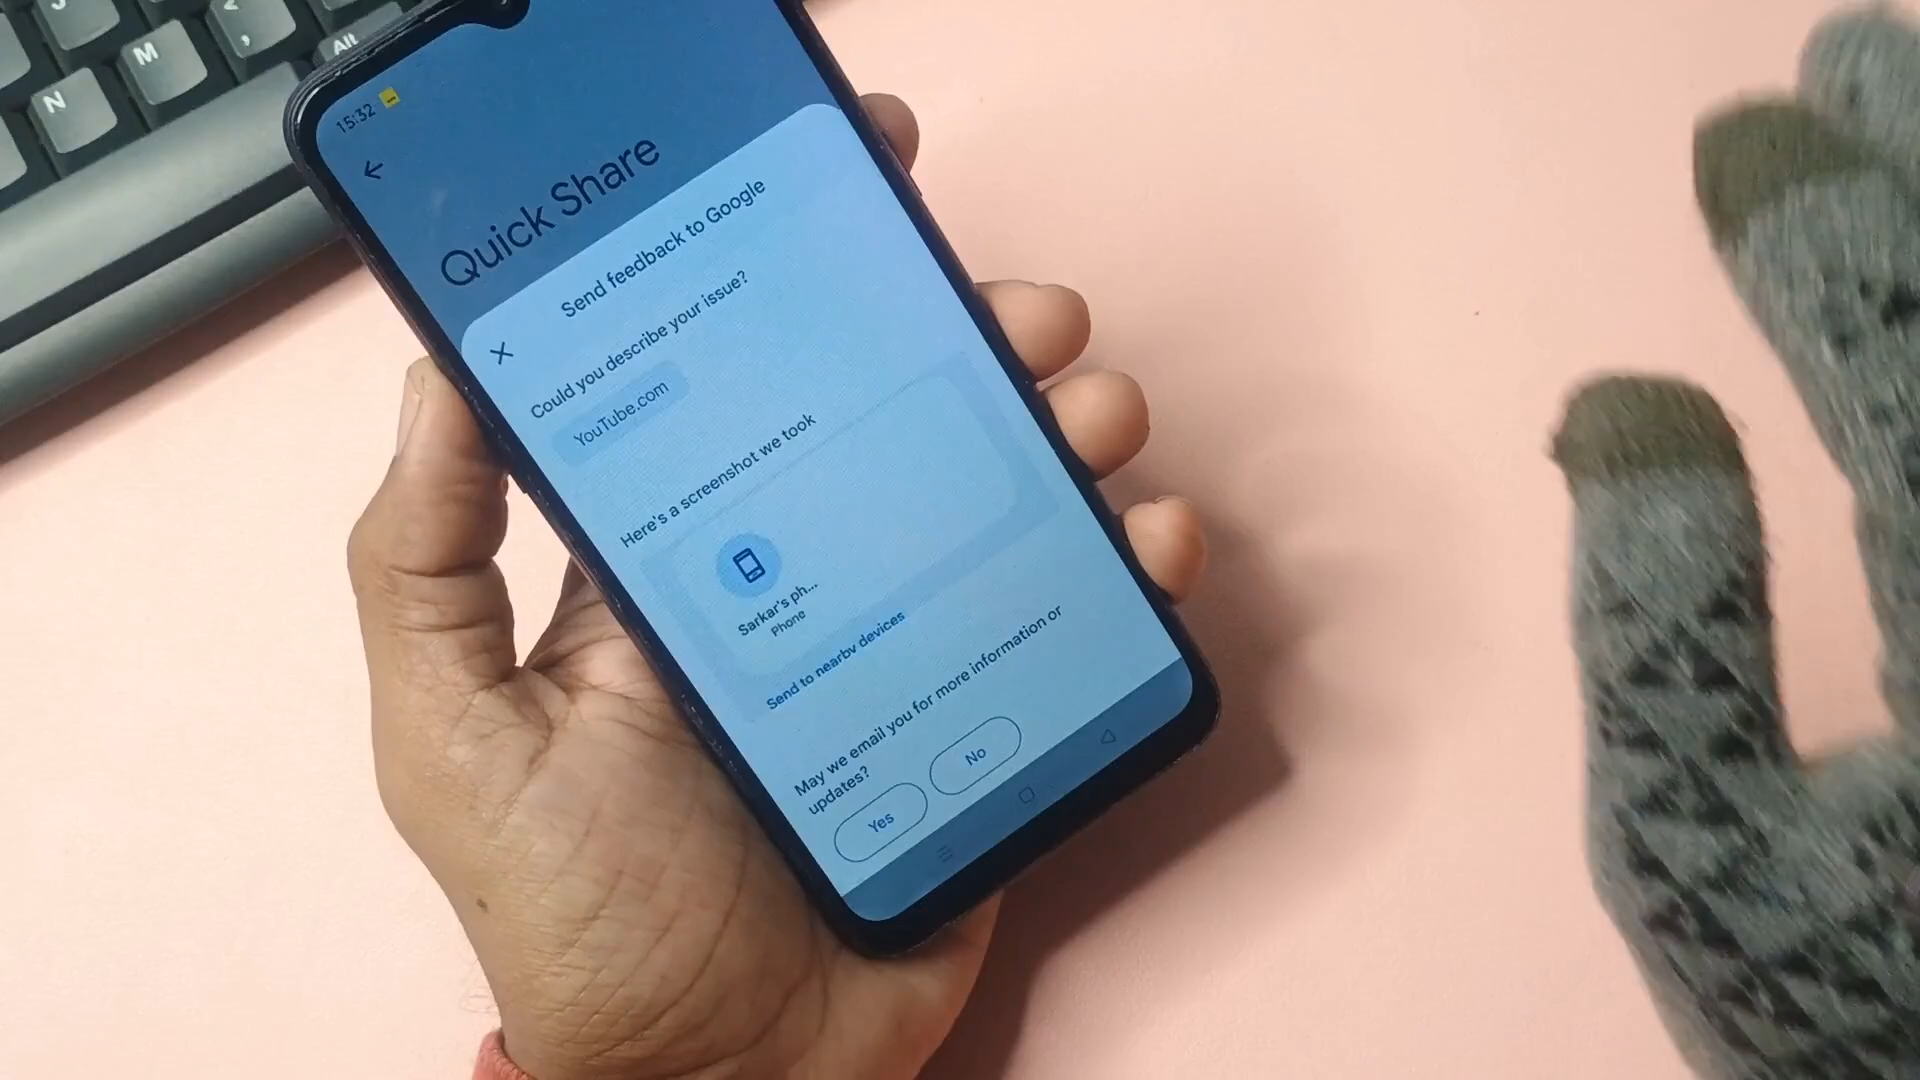 M
N
Alt
15:32
Quick Share
Send feedback to Google
Could you describe your issue?
YouTube.com
Here's a screenshot we took
Sarkar's ph...
Phone
Send to nearby devices
May we email you for more information or
updates?
Yes
No